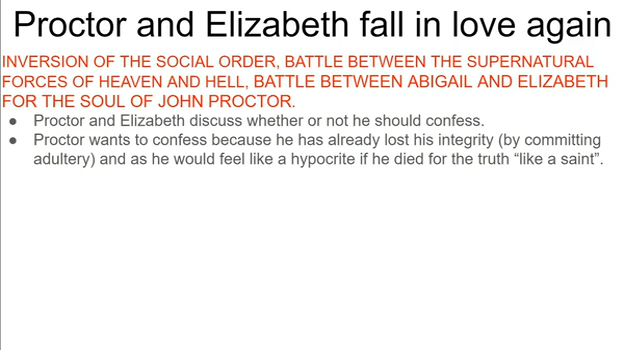 Proctor and Elizabeth fall in love again
INVERSION OF THE SOCIAL ORDER, BATTLE BETWEEN THE SUPERNATURAL
FORCES OF HEAVEN AND HELL, BATTLE BETWEEN ABIGAIL AND ELIZABETH
FOR THE SOUL OF JOHN PROCTOR.
● Proctor and Elizabeth discuss whether or not he should confess.
● Proctor wants to confess because he has already lost his integrity (by committing
adultery) and as he would feel like a hypocrite if he died for the truth “like a saint”.